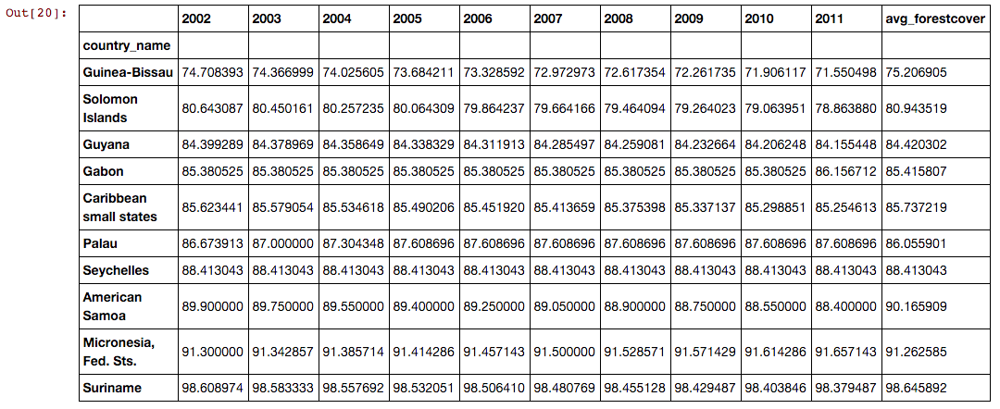 Out[20]:
2002 2003 2004 2005 2006 2007 2008 2009 2010 2011 avg_forestcover
country_name
Guinea-Bissau 74.708393 74.366999 74.025605 73.684211 73.328592 72.972973 72.617354 72.261735 71.906117 71.550498 75.206905
Solomon
Islands 80.643087 80.450161 80.257235 80.064309 79.864237 79.664166 79.464094 79.264023 79.063951 78.863880 80.943519
Guyana 84.399289 84.378969 84.358649 84.338329 84.311913 84.285497 84.259081 84.232664 84.206248 84.155448 84.420302
Gabon 85.380525 85.380525 85.380525 85.380525 85.380525 85.380525 85.380525 85.380525 85.380525 86.156712 85.415807
Caribbean
small states 85.623441 85.579054 85.534618 85.490206 85.451920 85.413659 85.375398 85.337137 85.298851 85.254613 85.737219
Palau 86.673913 87.000000 87.304348 87.608696 87.608696 87.608696 87.608696 87.608696 87.608696 87.608696 86.055901
Seychelles 88.413043 88.413043 88.413043 88.413043 88.413043 88.413043 88.413043 88.413043 88.413043 88.413043 88.413043
American
Samoa 89.900000 89.750000 89.550000 89.400000 89.250000 89.050000 88.900000 88.750000 88.550000 88.400000 90.165909
Micronesia,
Fed. Sts. 91.300000 91.342857 91.385714 91.414286 91.457143 91.500000 91.528571 91.571429 91.614286 91.657143 91.262585
Suriname 98.608974 98.583333 98.557692 98.532051 98.506410 98.480769 98.455128 98.429487 98.403846 98.379487 98.645892